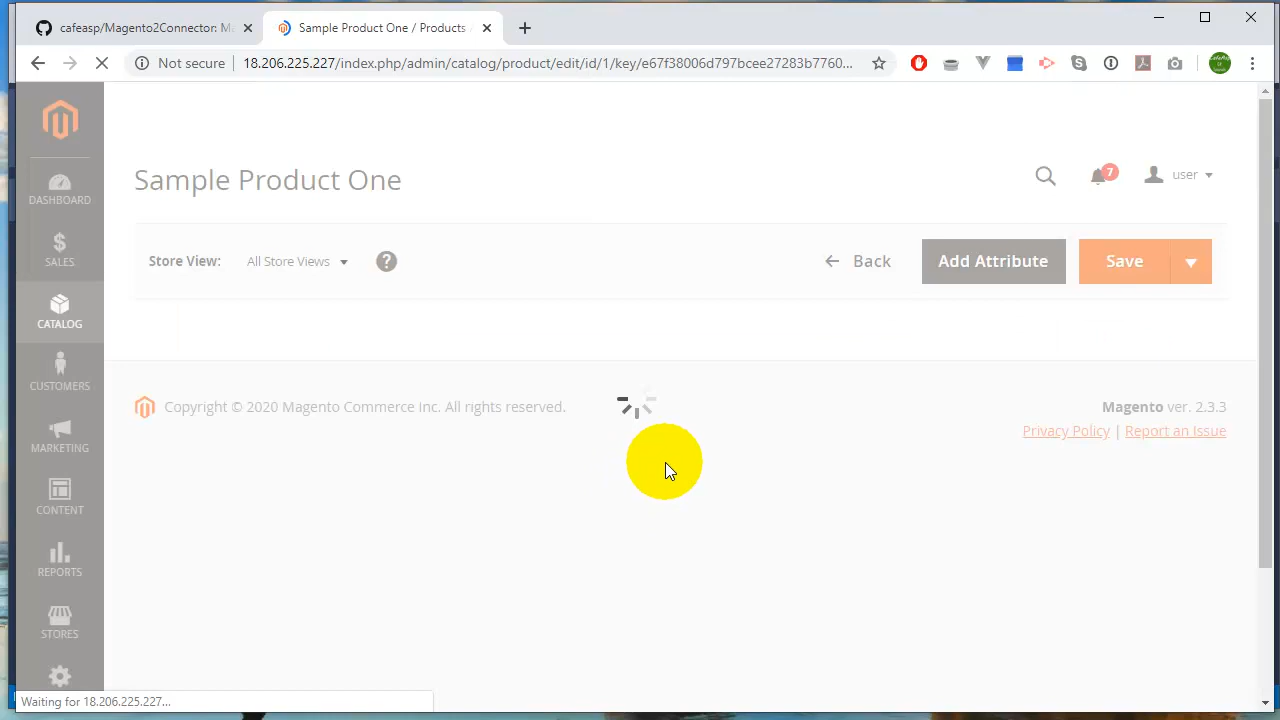 cafeasp/Magento2Connector: M
Sample Product One / Products
Not secure
18.206.225.227/index.php/admin/catalog/product/edit/id/1/key/e67f38006d797bcee27283b7760...
Sample Product One
7
user
Store View:
All Store Views
?
Back
Add Attribute
Save
DASHBOARD
$
SALES
CATALOG
CUSTOMERS
MARKETING
CONTENT
REPORTS
STORES
Copyright © 2020 Magento Commerce Inc. All rights reserved.
Magento ver. 2.3.3
Privacy Policy | Report an Issue
Waiting for 18.206.225.227...